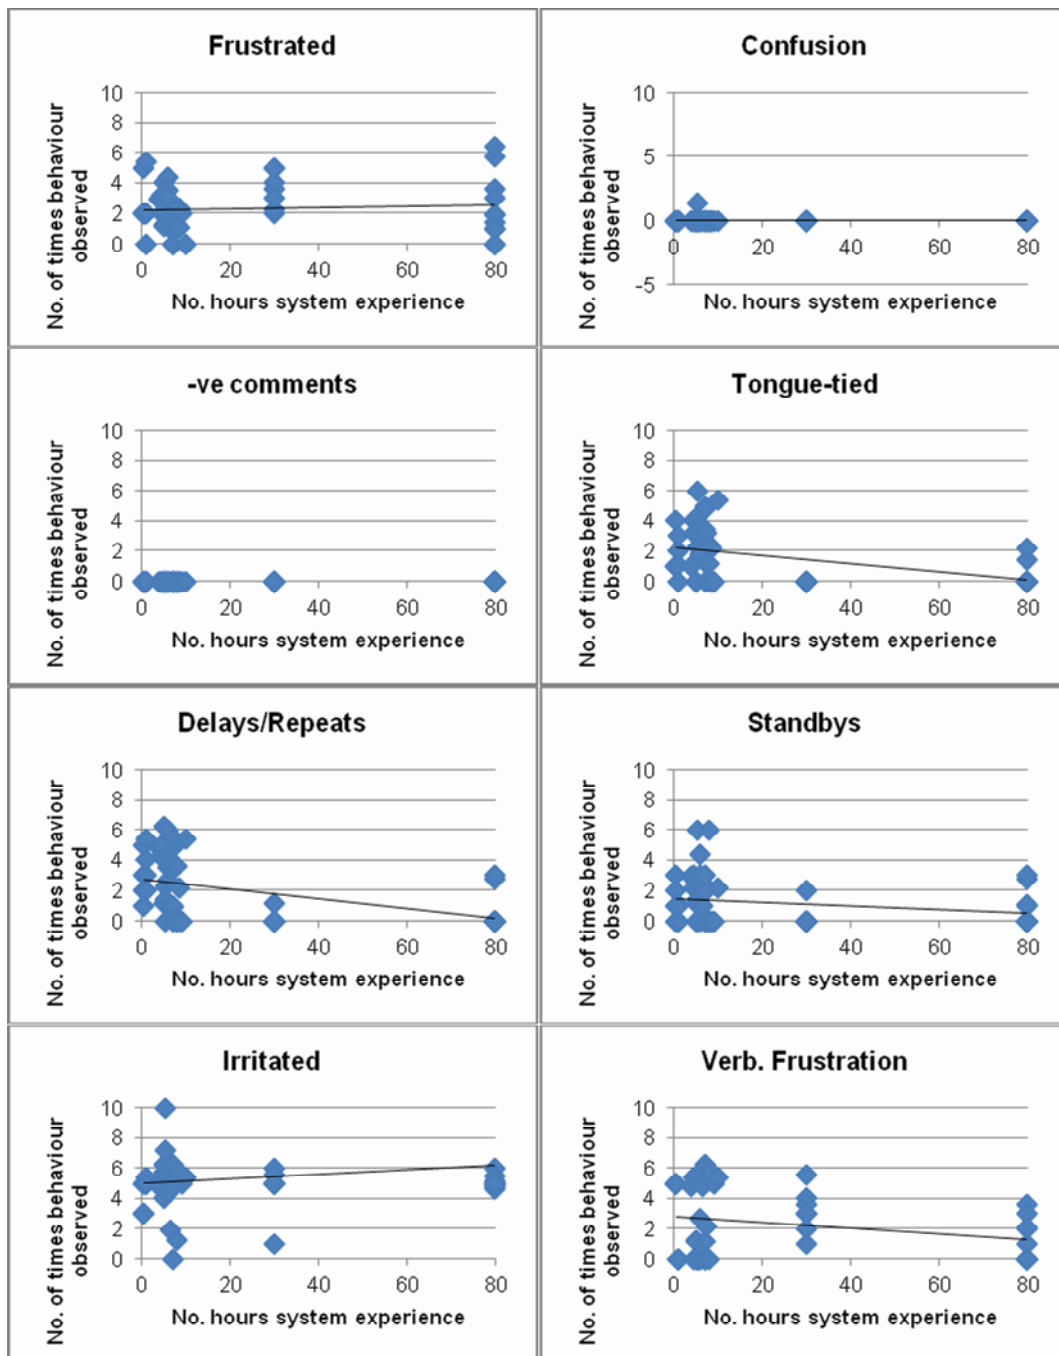 Frustrated
No. of times behaviour
observed
10
8
6
4
2
0
0 20 40 60 80
No. hours system experience
Confusion
No. of times behaviour
observed
10
5
0
-5
0 20 40 60 80
No. hours system experience
-ve comments
No. of times behaviour
observed
10
8
6
4
2
0
0 20 40 60 80
No. hours system experience
Tongue-tied
No. of times behaviour
observed
10
8
6
4
2
0
0 20 40 60 80
No. hours system experience
Delays/Repeats
No. of times behaviour
observed
10
8
6
4
2
0
0 20 40 60 80
No. hours system experience
Standbys
No. of times behaviour
observed
10
8
6
4
2
0
0 20 40 60 80
No. hours system experience
Irritated
No. of times behaviour
observed
10
8
6
4
2
0
0 20 40 60 80
No. hours system experience
Verb. Frustration
No. of times behaviour
observed
10
8
6
4
2
0
0 20 40 60 80
No. hours system experience